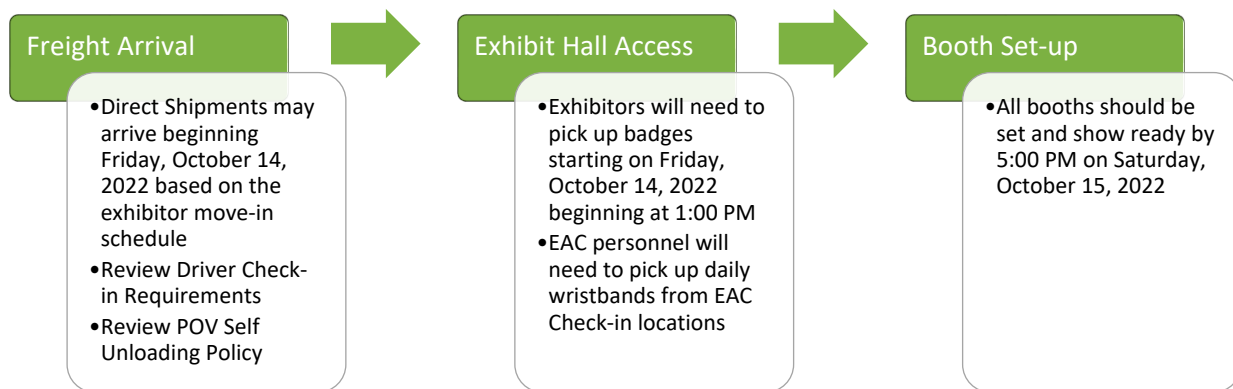 Freight Arrival
•Direct Shipments may
arrive beginning
Friday, October 14,
2022 based on the
exhibitor move-in
schedule
•Review Driver Check-
in Requirements
•Review POV Self
Unloading Policy
Exhibit Hall Access
•Exhibitors will need to
pick up badges
starting on Friday,
October 14, 2022
beginning at 1:00 PM
•EAC personnel will
need to pick up daily
wristbands from EAC
Check-in locations
Booth Set-up
•All booths should be
set and show ready by
5:00 PM on Saturday,
October 15, 2022